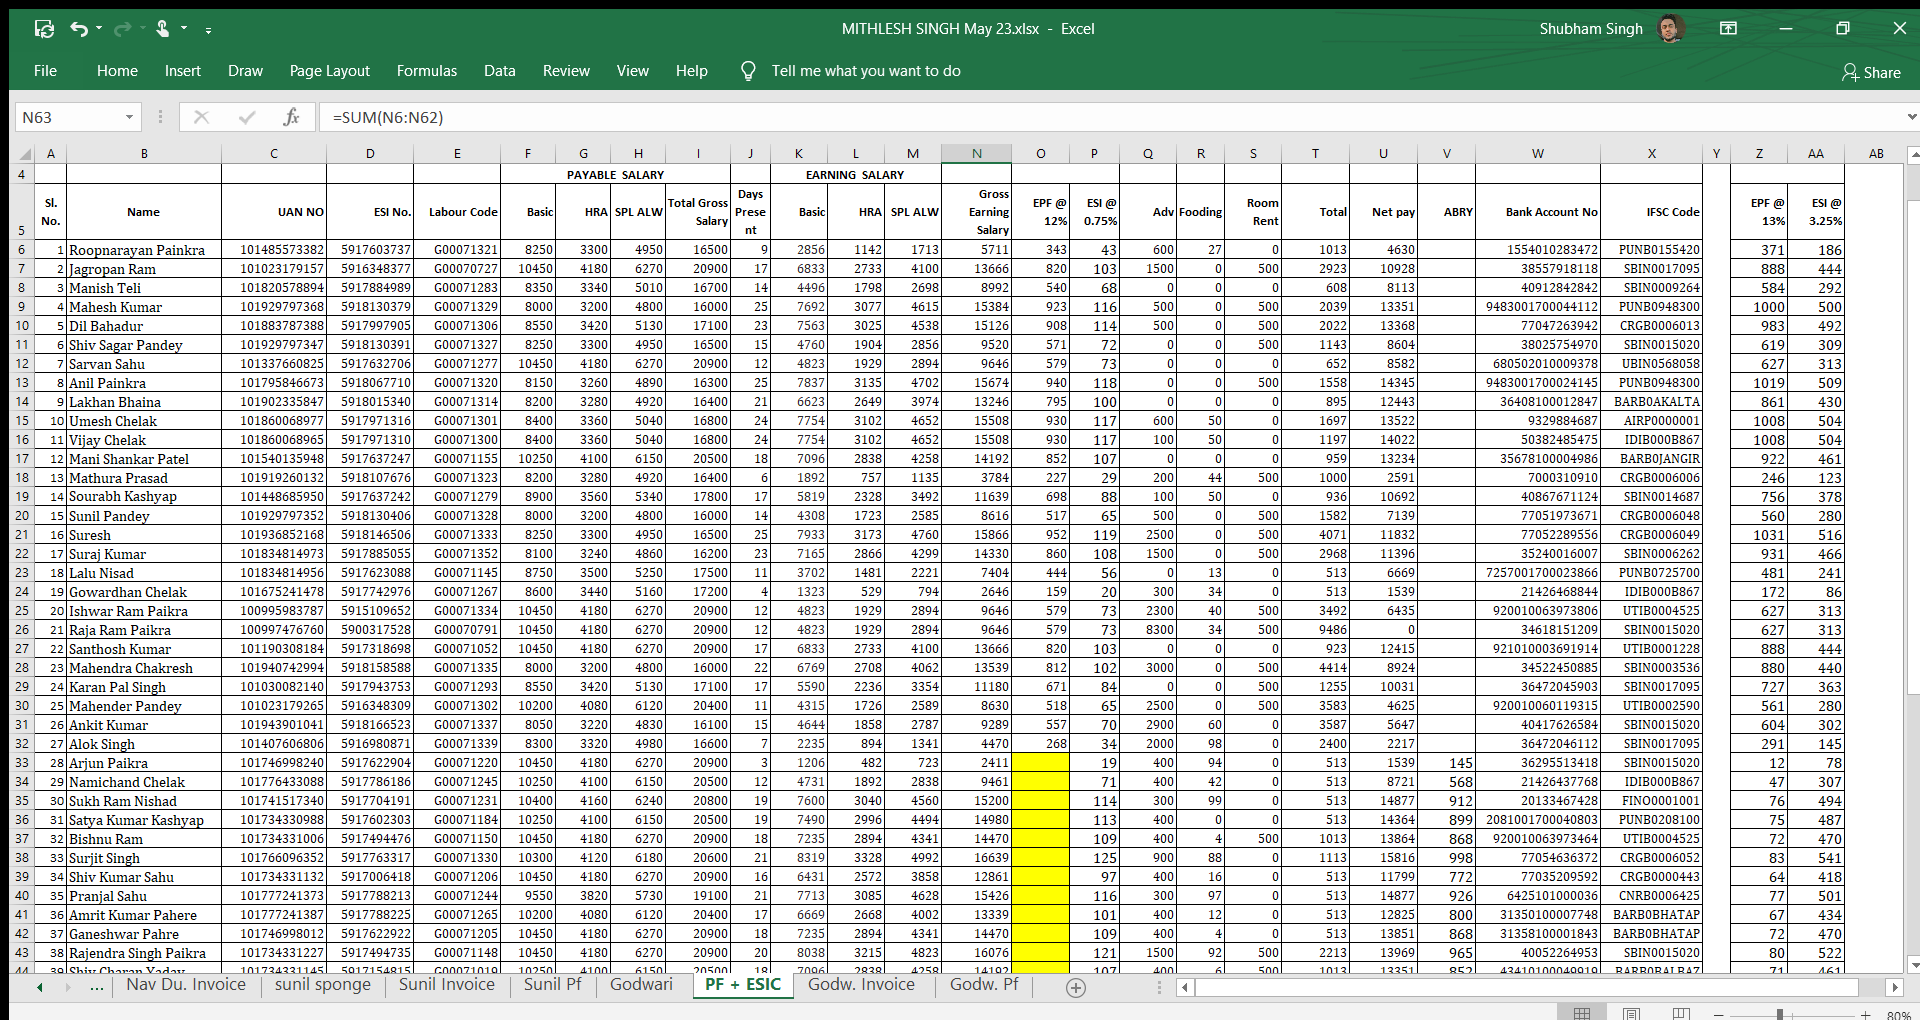 MITHLESH SINGH May 23.xlsx - Excel Shubham Singh
File Home Insert Draw Page Layout Formulas Data Review View Help Tell me what you want to do Share
N63 fx =SUM(N6:N62)
A B C D E F G H I J K L M N O P Q R S T U V W X Y Z AA AB
4 PAYABLE SALARY EARNING SALARY
5 Sl. No. Name UAN NO ESI No. Labour Code Basic HRA SPL ALW Total Gross Salary Days Prese nt Basic HRA SPL ALW Gross Earning Salary EPF @ 12% ESI @ 0.75% Adv Fooding Room Rent Total Net pay ABRY Bank Account No IFSC Code EPF @ 13% ESI @ 3.25%
6 1 Roopnarayan Painkra 101485573382 5917603737 G00071321 8250 3300 4950 16500 9 2856 1142 1713 5711 343 43 600 27 0 1013 4630 1554010283472 PUNB0155420 371 186
7 2 Jagropan Ram 101023179157 5916348377 G00070727 10450 4180 6270 20900 17 6833 2733 4100 13666 820 103 1500 0 500 2923 10928 38557918118 SBIN0017095 888 444
8 3 Manish Teli 101820578894 5917884989 G00071283 8350 3340 5010 16700 14 4496 1798 2698 8992 540 68 0 0 0 608 8113 40912842842 SBIN0009264 584 292
9 4 Mahesh Kumar 101929797368 5918130379 G00071329 8000 3200 4800 16000 25 7692 3077 4615 15384 923 116 500 0 500 2039 13351 9483001700044112 PUNB0948300 1000 500
10 5 Dil Bahadur 101883787388 5917997905 G00071306 8550 3420 5130 17100 23 7563 3025 4538 15126 908 114 500 0 500 2022 13368 77047263942 CRGB0006013 983 492
11 6 Shiv Sagar Pandey 101929797347 5918130391 G00071327 8250 3300 4950 16500 15 4760 1904 2856 9520 571 72 0 0 500 1143 8604 38025754970 SBIN0015020 619 309
12 7 Sarvan Sahu 101337660825 5917632706 G00071277 10450 4180 6270 20900 12 4823 1929 2894 9646 579 73 0 0 0 652 8582 680502010009378 UBIN0568058 627 313
13 8 Anil Painkra 101795846673 5918067710 G00071320 8150 3260 4890 16300 25 7837 3135 4702 15674 940 118 0 0 500 1558 14345 9483001700024145 PUNB0948300 1019 509
14 9 Lakhan Bhaina 101902335847 5918015340 G00071314 8200 3280 4920 16400 21 6623 2649 3974 13246 795 100 0 0 0 895 12443 36408100012847 BARB0AKALTA 861 430
15 10 Umesh Chelak 101860068977 5917971316 G00071301 8400 3360 5040 16800 24 7754 3102 4652 15508 930 117 600 50 0 1697 13522 9329884687 AIRP0000001 1008 504
16 11 Vijay Chelak 101860068965 5917971310 G00071300 8400 3360 5040 16800 24 7754 3102 4652 15508 930 117 100 50 0 1197 14022 50382485475 IDIB000B867 1008 504
17 12 Mani Shankar Patel 101540135948 5917637247 G00071155 10250 4100 6150 20500 18 7096 2838 4258 14192 852 107 0 0 0 959 13234 35678100004986 BARB0JANGIR 922 461
18 13 Mathura Prasad 101919260132 5918107676 G00071323 8200 3280 4920 16400 6 1892 757 1135 3784 227 29 200 44 500 1000 2591 7000310910 CRGB0006006 246 123
19 14 Sourabh Kashyap 101448685950 5917637242 G00071279 8900 3560 5340 17800 17 5819 2328 3492 11639 698 88 100 50 0 936 10692 40867671124 SBIN0014687 756 378
20 15 Sunil Pandey 101929797352 5918130406 G00071328 8000 3200 4800 16000 14 4308 1723 2585 8616 517 65 500 0 500 1582 7139 77051973671 CRGB0006048 560 280
21 16 Suresh 101936852168 5918146506 G00071333 8250 3300 4950 16500 25 7933 3173 4760 15866 952 119 2500 0 500 4071 11832 77052289556 CRGB0006049 1031 516
22 17 Suraj Kumar 101834814973 5917885055 G00071352 8100 3240 4860 16200 23 7165 2866 4299 14330 860 108 1500 0 500 2968 11396 35240016007 SBIN0006262 931 466
23 18 Lalu Nisad 101834814956 5917623088 G00071145 8750 3500 5250 17500 11 3702 1481 2221 7404 444 56 0 13 0 513 6669 7257001700023866 PUNB0725700 481 241
24 19 Gowardhan Chelak 101675241478 5917742976 G00071267 8600 3440 5160 17200 4 1323 529 794 2646 159 20 300 34 0 513 1539 21426468844 IDIB000B867 172 86
25 20 Ishwar Ram Paikra 100995983787 5915109652 G00071334 10450 4180 6270 20900 12 4823 1929 2894 9646 579 73 2300 40 500 3492 6435 920010063973806 UTIB0004525 627 313
26 21 Raja Ram Paikra 100997476760 5900317528 G00070791 10450 4180 6270 20900 12 4823 1929 2894 9646 579 73 8300 34 500 9486 0 34618151209 SBIN0015020 627 313
27 22 Santhosh Kumar 101190308184 5917318698 G00071052 10450 4180 6270 20900 17 6833 2733 4100 13666 820 103 0 0 0 923 12415 921010003691914 UTIB0001228 888 444
28 23 Mahendra Chakresh 101940742994 5918158588 G00071335 8000 3200 4800 16000 22 6769 2708 4062 13539 812 102 3000 0 500 4414 8924 34522450885 SBIN0003536 880 440
29 24 Karan Pal Singh 101030082140 5917943753 G00071293 8550 3420 5130 17100 17 5590 2236 3354 11180 671 84 0 0 500 1255 10031 36472045903 SBIN0017095 727 363
30 25 Mahender Pandey 101023179265 5916348309 G00071302 10200 4080 6120 20400 11 4315 1726 2589 8630 518 65 2500 0 500 3583 4625 920010060119315 UTIB0002590 561 280
31 26 Ankit Kumar 101943901041 5918166523 G00071337 8050 3220 4830 16100 15 4644 1858 2787 9289 557 70 2900 60 0 3587 5647 40417626584 SBIN0015020 604 302
32 27 Alok Singh 101407606806 5916980871 G00071339 8300 3320 4980 16600 7 2235 894 1341 4470 268 34 2000 98 0 2400 2217 36472046112 SBIN0017095 291 145
33 28 Arjun Paikra 101746998240 5917622904 G00071220 10450 4180 6270 20900 3 1206 482 723 2411 19 400 94 0 513 1539 145 36295513418 SBIN0015020 12 78
34 29 Namichand Chelak 101776433088 5917786186 G00071245 10250 4100 6150 20500 12 4731 1892 2838 9461 71 400 42 0 513 8721 568 21426437768 IDIB000B867 47 307
35 30 Sukh Ram Nishad 101741517340 5917704191 G00071231 10400 4160 6240 20800 19 7600 3040 4560 15200 114 300 99 0 513 14877 912 20133467428 FINO0001001 76 494
36 31 Satya Kumar Kashyap 101734330988 5917602303 G00071184 10250 4100 6150 20500 19 7490 2996 4494 14980 113 400 0 0 513 14364 899 2081001700040803 PUNB0208100 75 487
37 32 Bishnu Ram 101734331006 5917494476 G00071150 10450 4180 6270 20900 18 7235 2894 4341 14470 109 400 4 500 1013 13864 868 920010063973464 UTIB0004525 72 470
38 33 Surjit Singh 101766096352 5917763317 G00071330 10300 4120 6180 20600 21 8319 3328 4992 16639 125 900 88 0 1113 15816 998 77054636372 CRGB0006052 83 541
39 34 Shiv Kumar Sahu 101734331132 5917006418 G00071206 10450 4180 6270 20900 16 6431 2572 3858 12861 97 400 16 0 513 11799 772 77035209592 CRGB0000443 64 418
40 35 Pranjal Sahu 101777241373 5917788213 G00071244 9550 3820 5730 19100 21 7713 3085 4628 15426 116 300 97 0 513 14877 926 6425101000036 CNRB0006425 77 501
41 36 Amrit Kumar Pahere 101777241387 5917788225 G00071265 10200 4080 6120 20400 17 6669 2668 4002 13339 101 400 12 0 513 12825 800 31350100007748 BARB0BHATAP 67 434
42 37 Ganeshwar Pahre 101746998012 5917622922 G00071205 10450 4180 6270 20900 18 7235 2894 4341 14470 109 400 4 0 513 13851 868 31358100001843 BARB0BHATAP 72 470
43 38 Rajendra Singh Paikra 101734331227 5917494735 G00071148 10450 4180 6270 20900 20 8038 3215 4823 16076 121 1500 92 500 2213 13969 965 40052264953 SBIN0015020 80 522
44 39 Shiv Charan Yadav 101734331145 5917154815 G00071019 10250 4100 6150 20500 18 7096 2838 4258 14192 107 400 6 500 1013 13351 852 43410100049919 BARB0BALBAZ 71 461
... Nav Du. Invoice sunil sponge Sunil Invoice Sunil Pf Godwari PF + ESIC Godw. Invoice Godw. Pf
80%